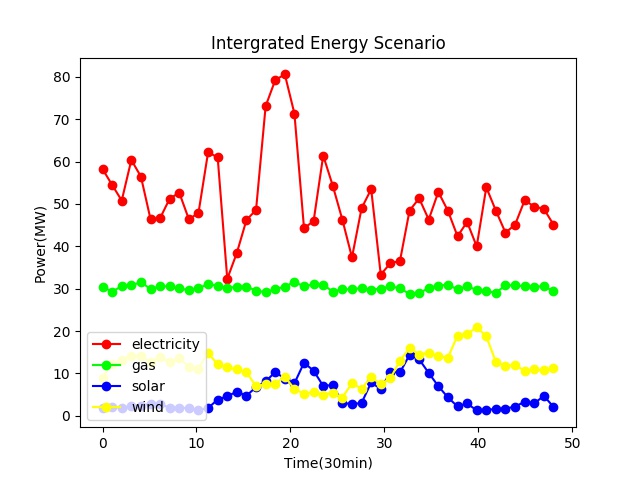 Intergrated Energy Scenario
Power(MW)
80
70
60
50
40
30
20
10
0
electricity
gas
solar
wind
0 10 20 30 40 50
Time(30min)